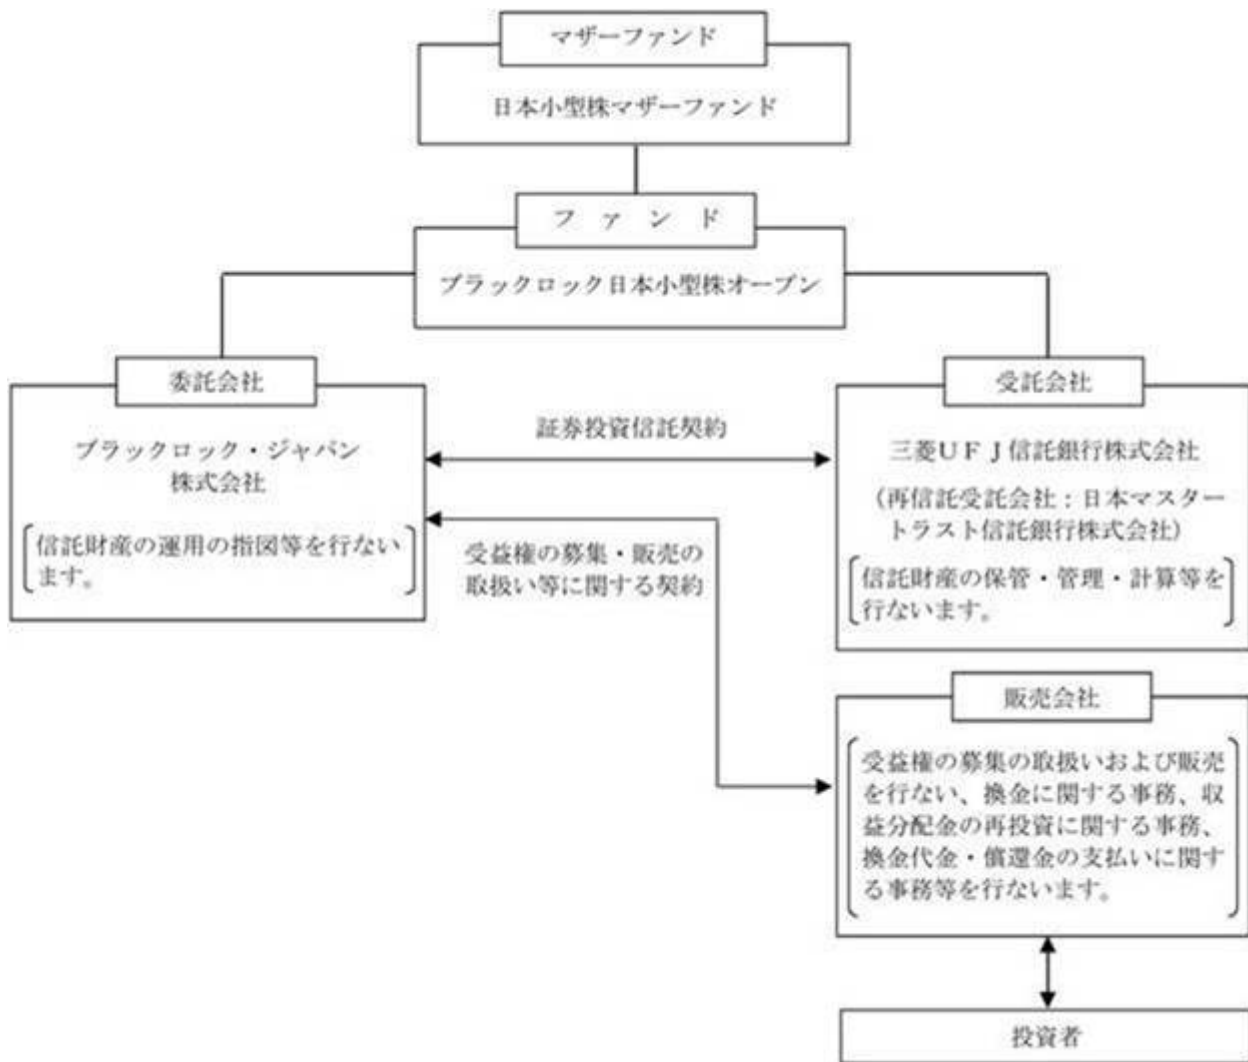 マザーファンド
日本小型株マザーファンド
ファンド
ブラックロック日本小型株オープン
委託会社
ブラックロック・ジャパン
株式会社
信託財産の運用の指図等を行ない
ます。
証券投資信託契約
受益権の募集・販売の
取扱い等に関する契約
受託会社
三菱UFJ信託銀行株式会社
(再信託受託会社:日本マスター
トラスト信託銀行株式会社)
信託財産の保管・管理・計算等を
行ないます。
販売会社
受益権の募集の取扱いおよび販売
を行ない、換金に関する事務、収
益分配金の再投資に関する事務、
換金代金・償還金の支払いに関す
る事務等を行ないます。
投資者